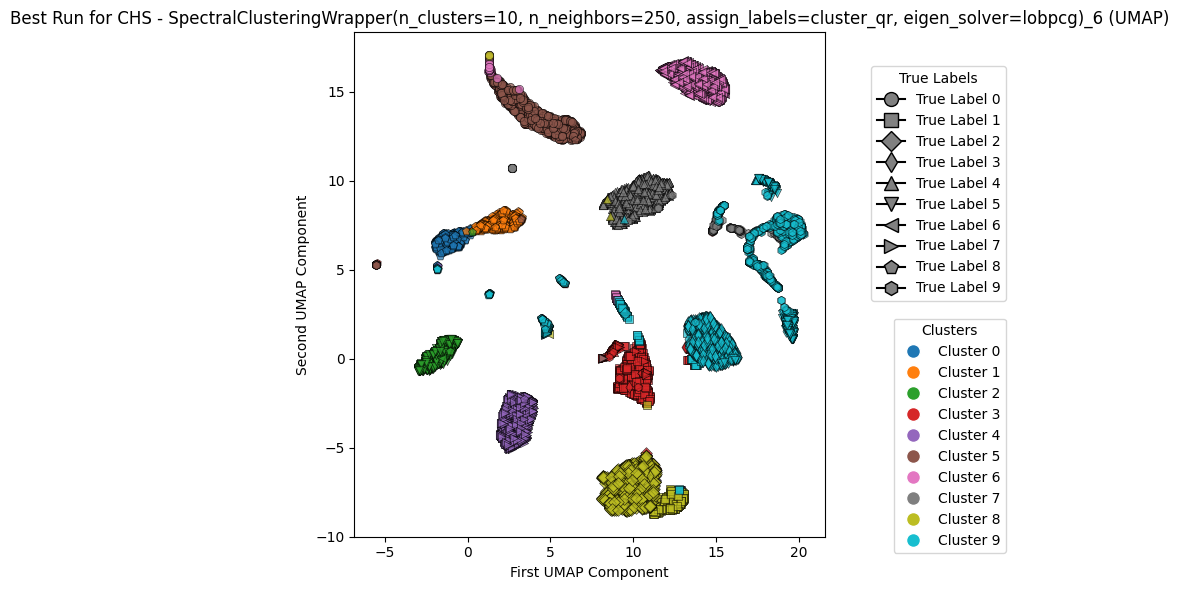 Best Run for CHS - SpectralClusteringWrapper(n_clusters=10, n_neighbors=250, assign_labels=cluster_qr, eigen_solver=lobpcg)_6 (UMAP)
Second UMAP Component
15
10
5
0
−5
−10
−5
0
5
10
15
20
First UMAP Component
True Labels
True Label 0
True Label 1
True Label 2
True Label 3
True Label 4
True Label 5
True Label 6
True Label 7
True Label 8
True Label 9
Clusters
Cluster 0
Cluster 1
Cluster 2
Cluster 3
Cluster 4
Cluster 5
Cluster 6
Cluster 7
Cluster 8
Cluster 9